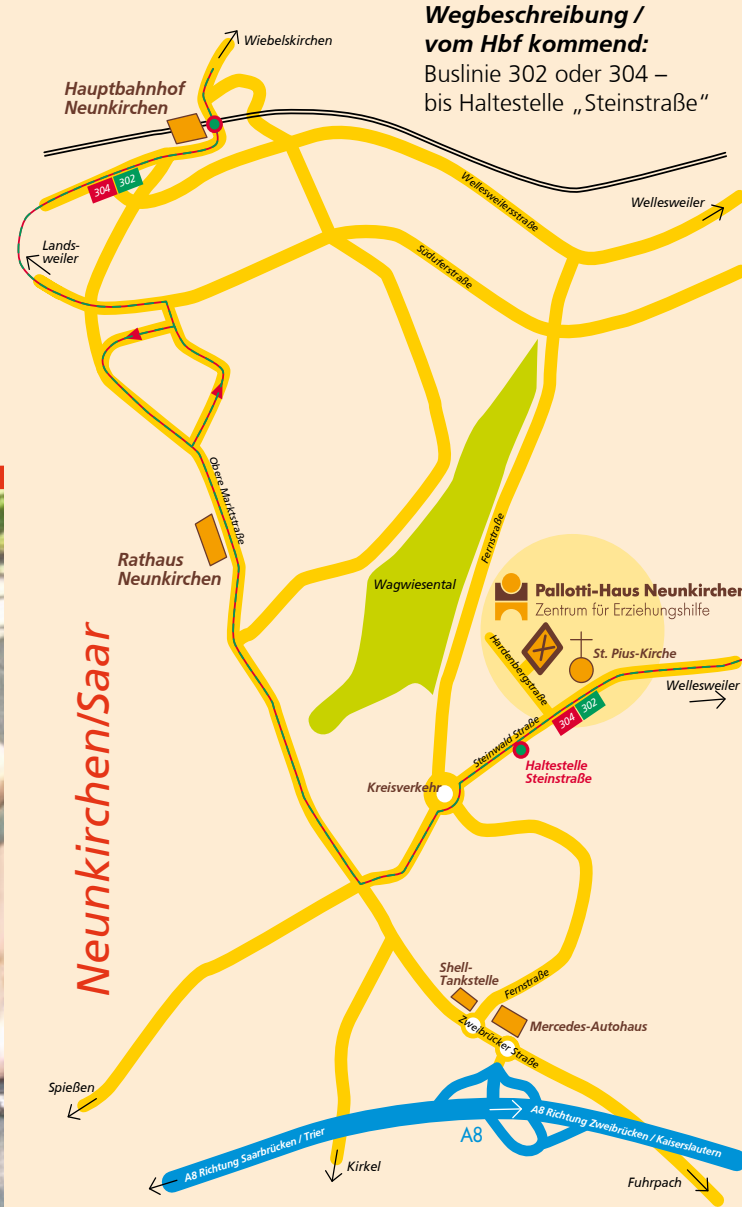 Wegbeschreibung /
vom Hbf kommend:
Buslinie 302 oder 304 –
bis Haltestelle „Steinstraße“
Wiebelskirchen
Hauptbahnhof
Neunkirchen
304 302
Wellesweilersstraße
Wellesweiler
Lands-
weiler
Süduferstraße
Obere Marktstraße
Rathaus
Neunkirchen
Wagwiesental
Fernstraße
Pallotti-Haus Neunkirchen
Zentrum für Erziehungshilfe
Hardenbergstraße
St. Pius-Kirche
Wellesweiler
304 302
Steinwald Straße
Haltestelle
Steinstraße
Kreisverkehr
Neunkirchen/Saar
Shell-
Tankstelle
Fernstraße
Mercedes-Autohaus
Zweibrücker Straße
Spießen
A8 Richtung Saarbrücken / Trier
A8
A8 Richtung Zweibrücken / Kaiserslautern
Kirkel
Fuhrpach